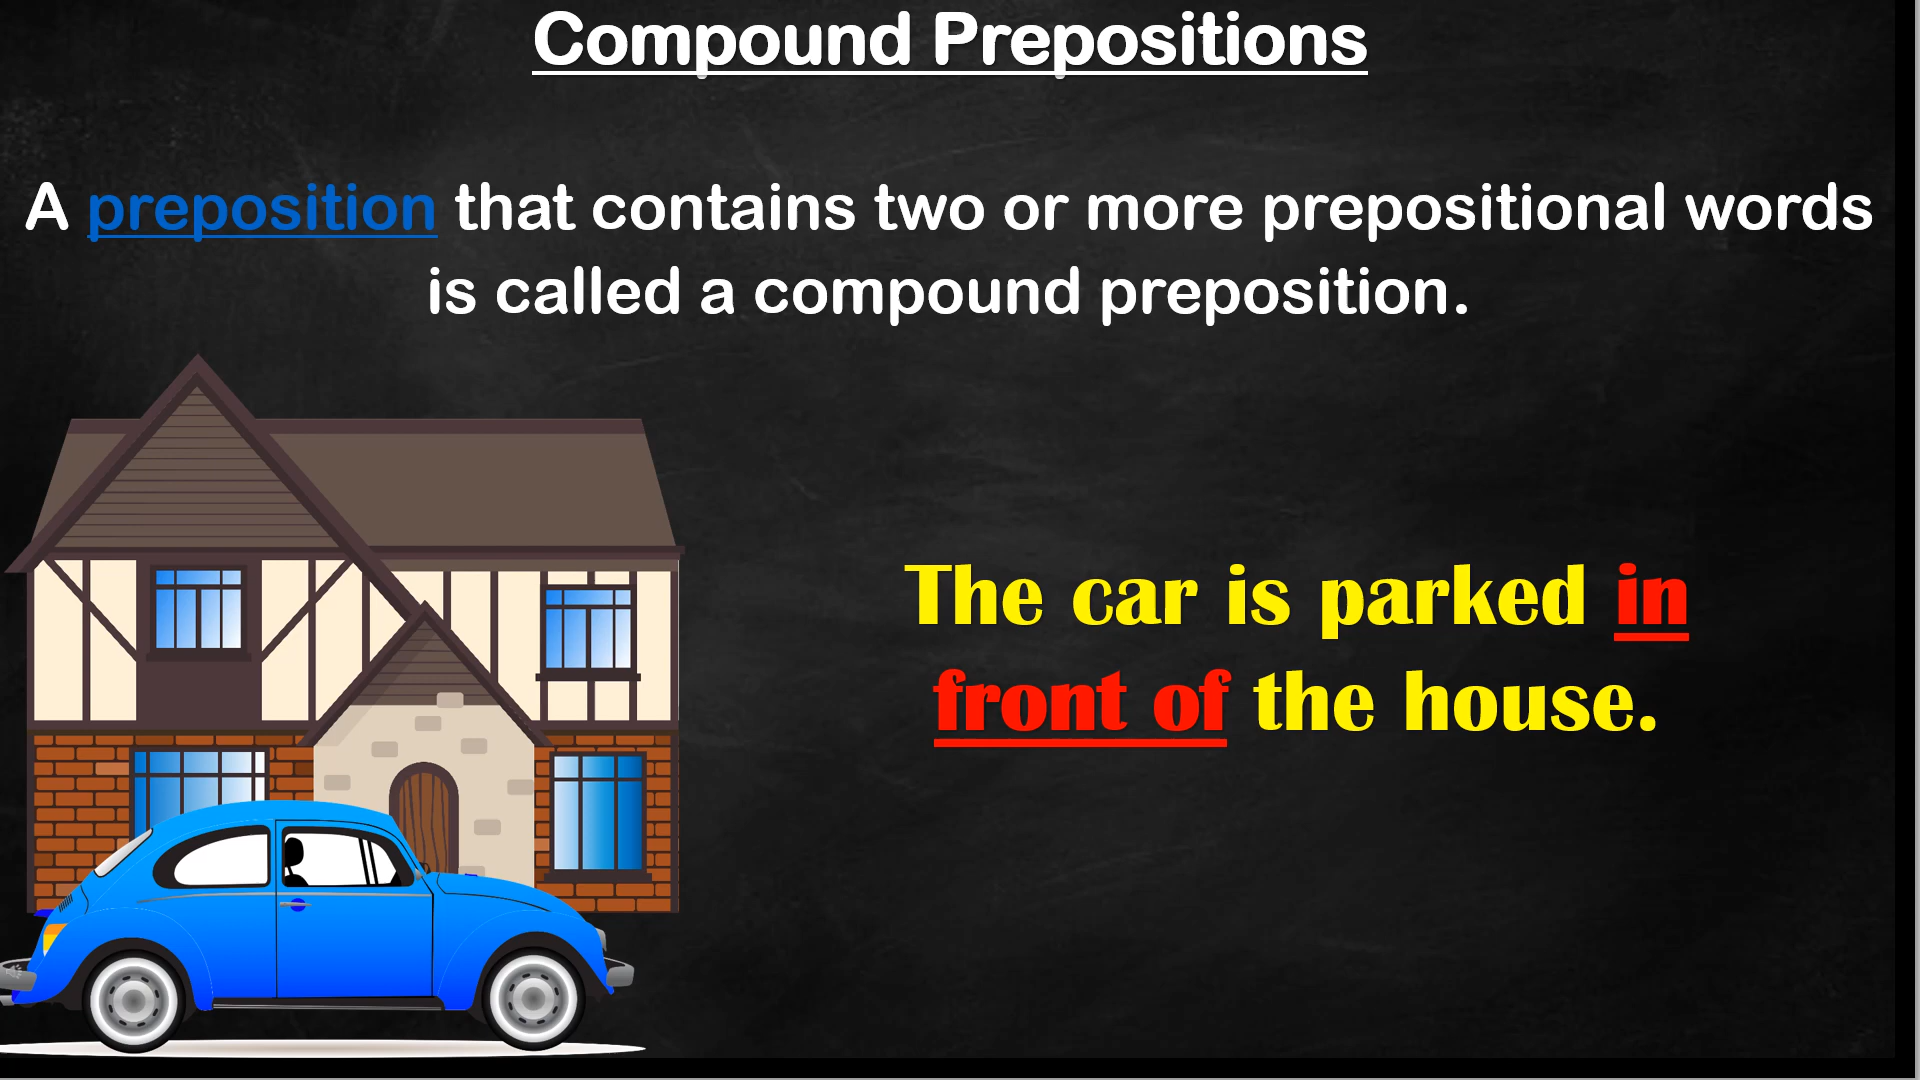 Compound Prepositions
A preposition that contains two or more prepositional words
is called a compound preposition.
The car is parked in
front of the house.